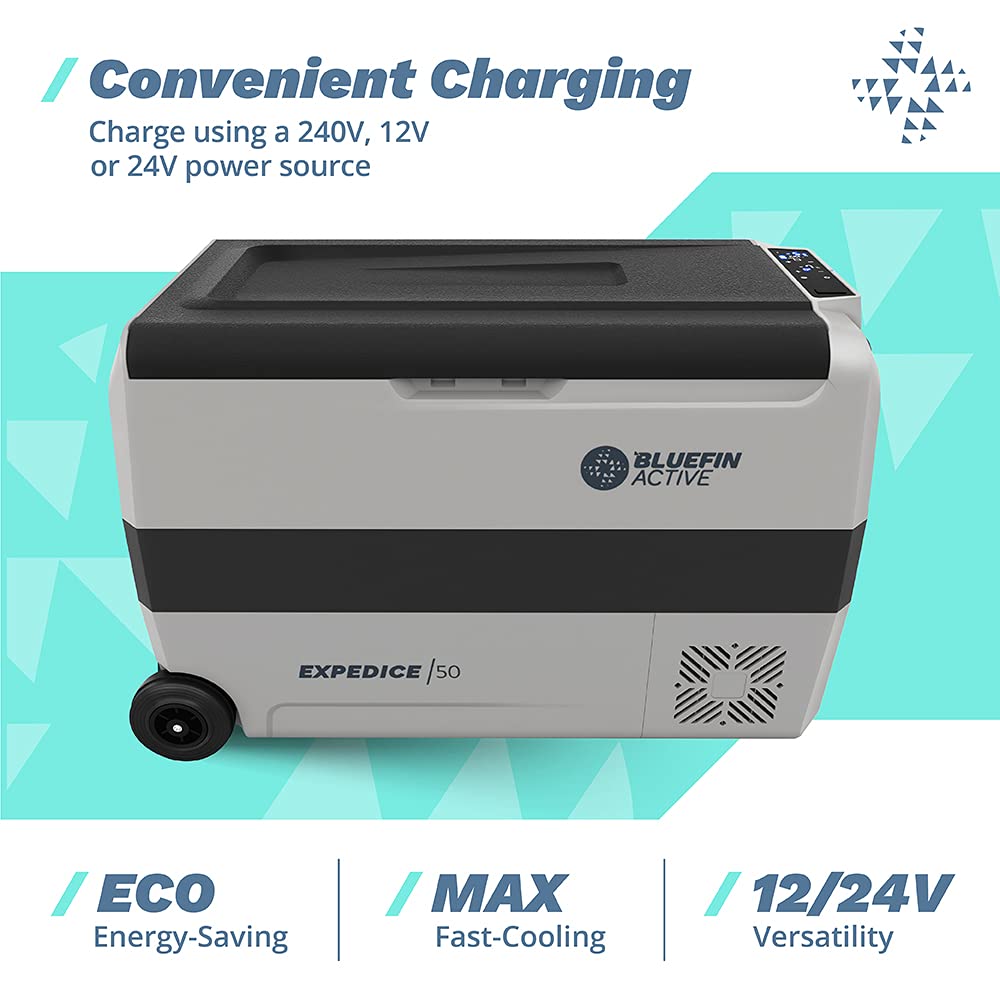 Convenient Charging
Charge using a 240V, 12V
or 24V power source
BLUEFIN
ACTIVE
EXPEDICE /50
/ECO
Energy-Saving
/MAX
Fast-Cooling
/12/24V
Versatility